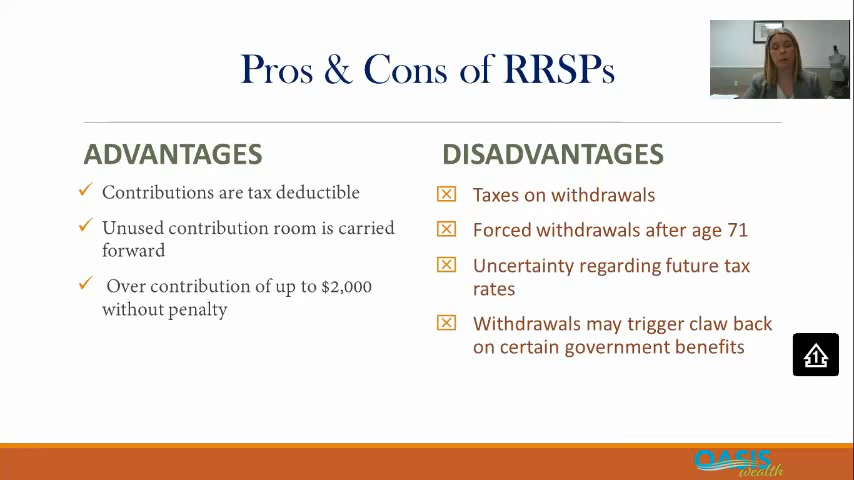 Pros & Cons of RRSPs
ADVANTAGES
Contributions are tax deductible
Unused contribution room is carried
forward
Over contribution of up to $2,000
without penalty
DISADVANTAGES
Taxes on withdrawals
Forced withdrawals after age 71
Uncertainty regarding future tax
rates
Withdrawals may trigger claw back
on certain government benefits
1
OASIS
wealth